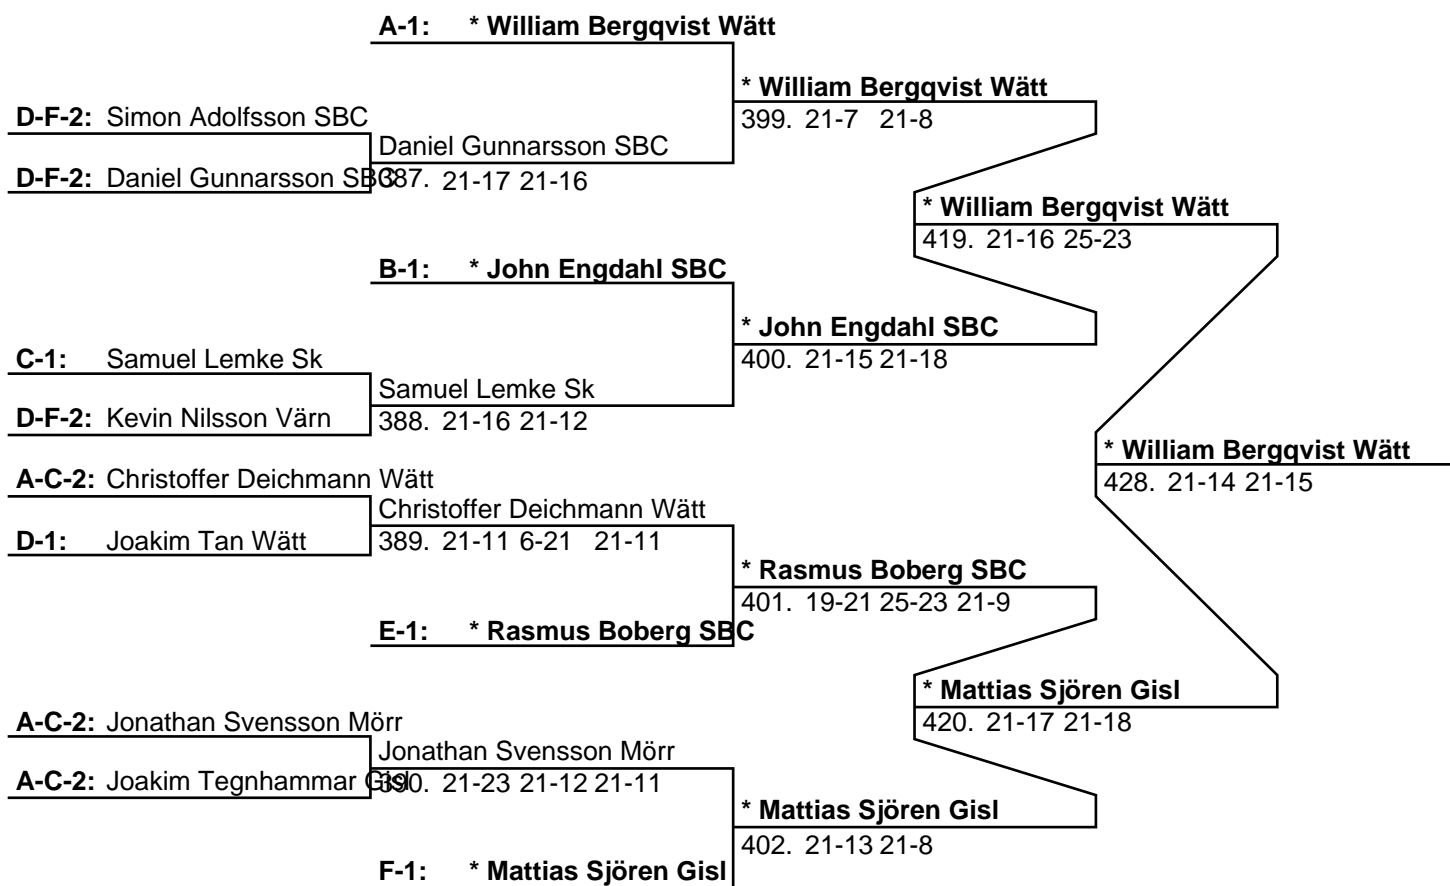 A-1: * William Bergqvist Wätt
* William Bergqvist Wätt
D-F-2: Simon Adolfsson SBC
399. 21-7 21-8
Daniel Gunnarsson SBC
D-F-2: Daniel Gunnarsson SBC
387. 21-17 21-16
* William Bergqvist Wätt
419. 21-16 25-23
B-1: * John Engdahl SBC
* John Engdahl SBC
C-1: Samuel Lemke Sk
400. 21-15 21-18
Samuel Lemke Sk
D-F-2: Kevin Nilsson Värn
388. 21-16 21-12
* William Bergqvist Wätt
A-C-2: Christoffer Deichmann Wätt
428. 21-14 21-15
Christoffer Deichmann Wätt
D-1: Joakim Tan Wätt
389. 21-11 6-21 21-11
* Rasmus Boberg SBC
401. 19-21 25-23 21-9
E-1: * Rasmus Boberg SBC
* Mattias Sjören Gisl
A-C-2: Jonathan Svensson Mörr
420. 21-17 21-18
Jonathan Svensson Mörr
A-C-2: Joakim Tegnhammar Gisl
390. 21-23 21-12 21-11
* Mattias Sjören Gisl
402. 21-13 21-8
F-1: * Mattias Sjören Gisl